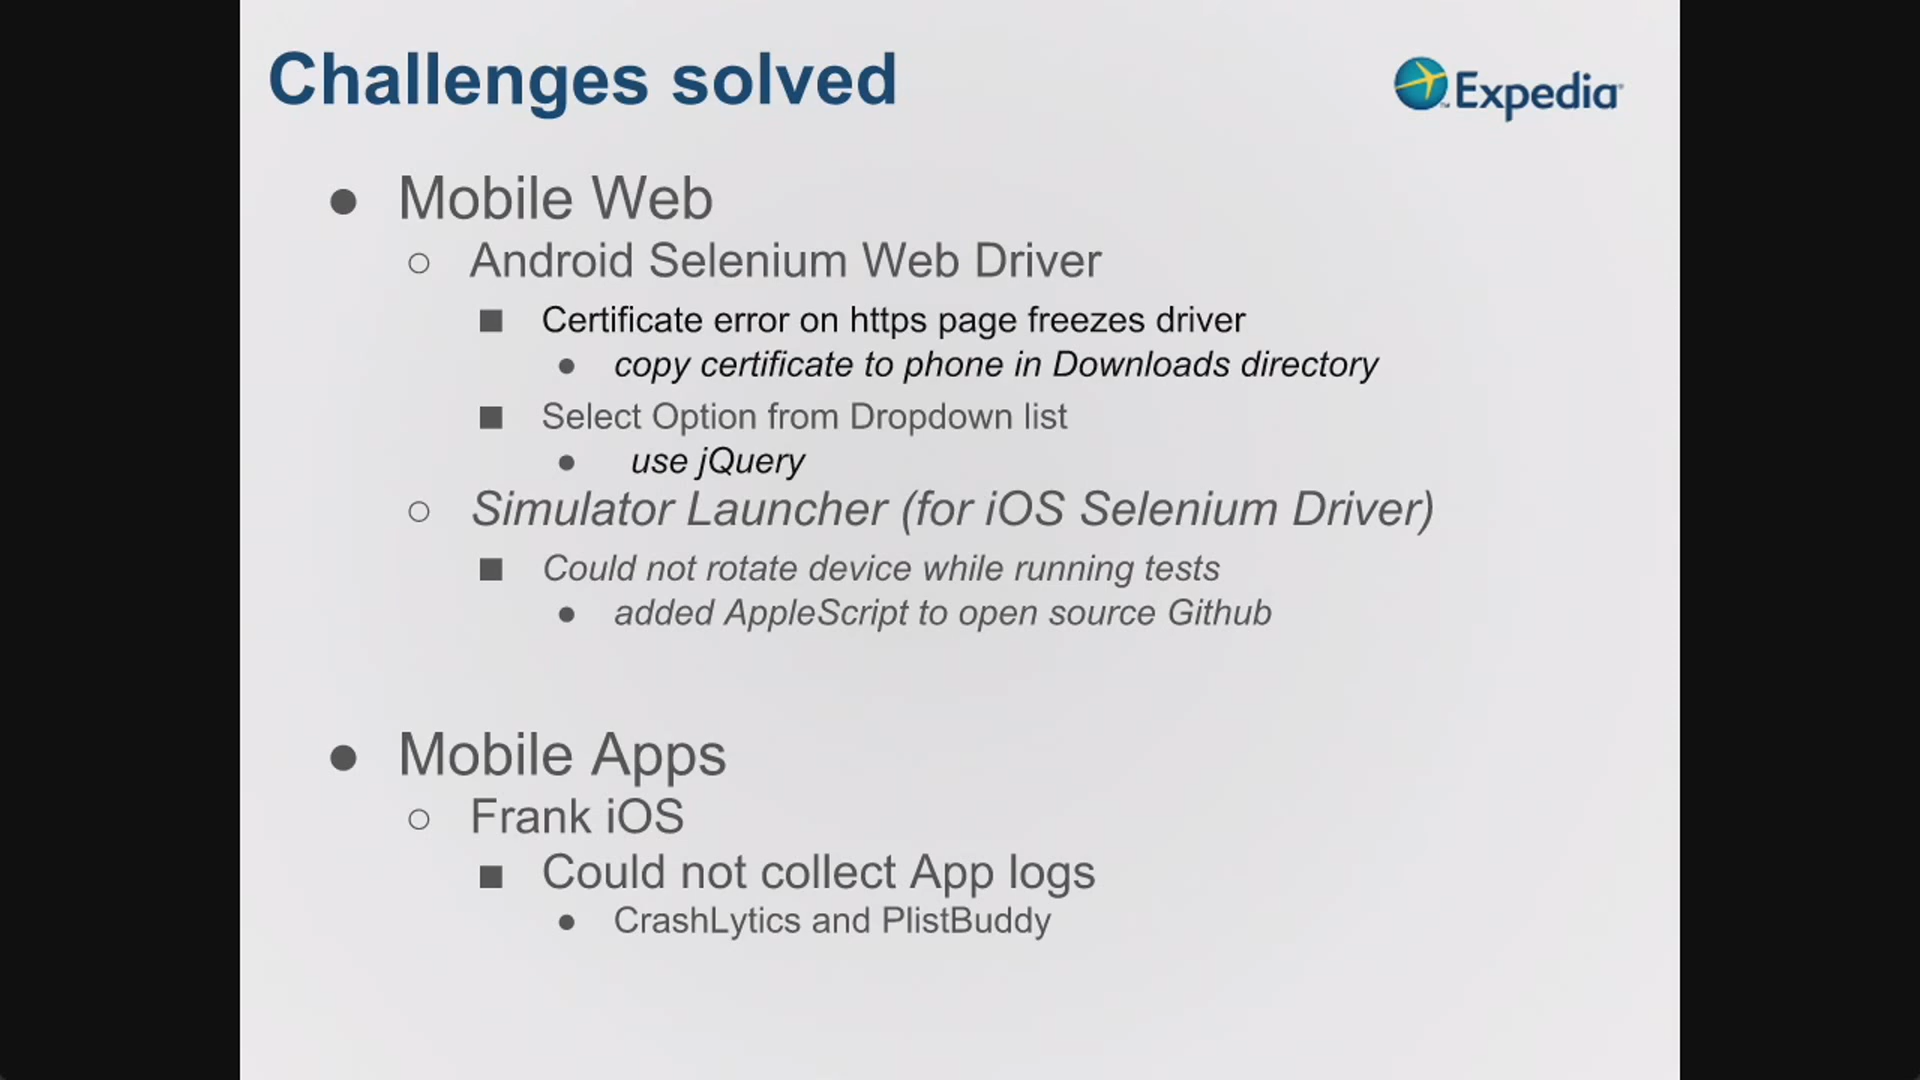 Challenges solved
Expedia
Mobile Web
Android Selenium Web Driver
Certificate error on https page freezes driver
copy certificate to phone in Downloads directory
Select Option from Dropdown list
use jQuery
Simulator Launcher (for iOS Selenium Driver)
Could not rotate device while running tests
added AppleScript to open source Github
Mobile Apps
Frank iOS
Could not collect App logs
CrashLytics and PlistBuddy